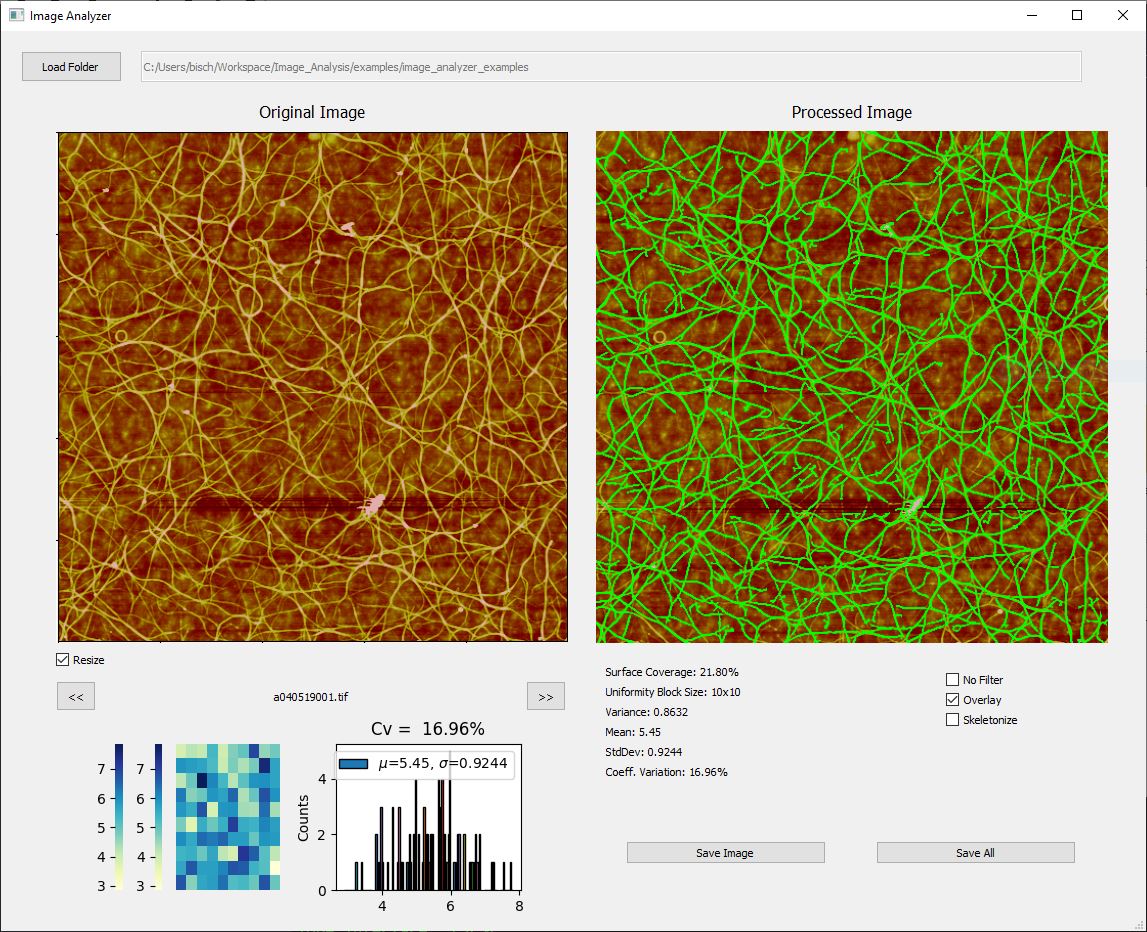 Image Analyzer
Load Folder
C:/Users/bisch/Workspace/Image_Analysis/examples/image_analyzer_examples
Original Image
Processed Image
Resize
<<
a040519001.tif
>>
Surface Coverage: 21.80%
Uniformity Block Size: 10x10
Variance: 0.8632
Mean: 5.45
StdDev: 0.9244
Coeff. Variation: 16.96%
No Filter
Overlay
Skeletonize
Cv = 16.96%
μ=5.45, σ=0.9244
7
6
5
4
3
7
6
5
4
3
Counts
4
2
0
4
6
8
Save Image
Save All